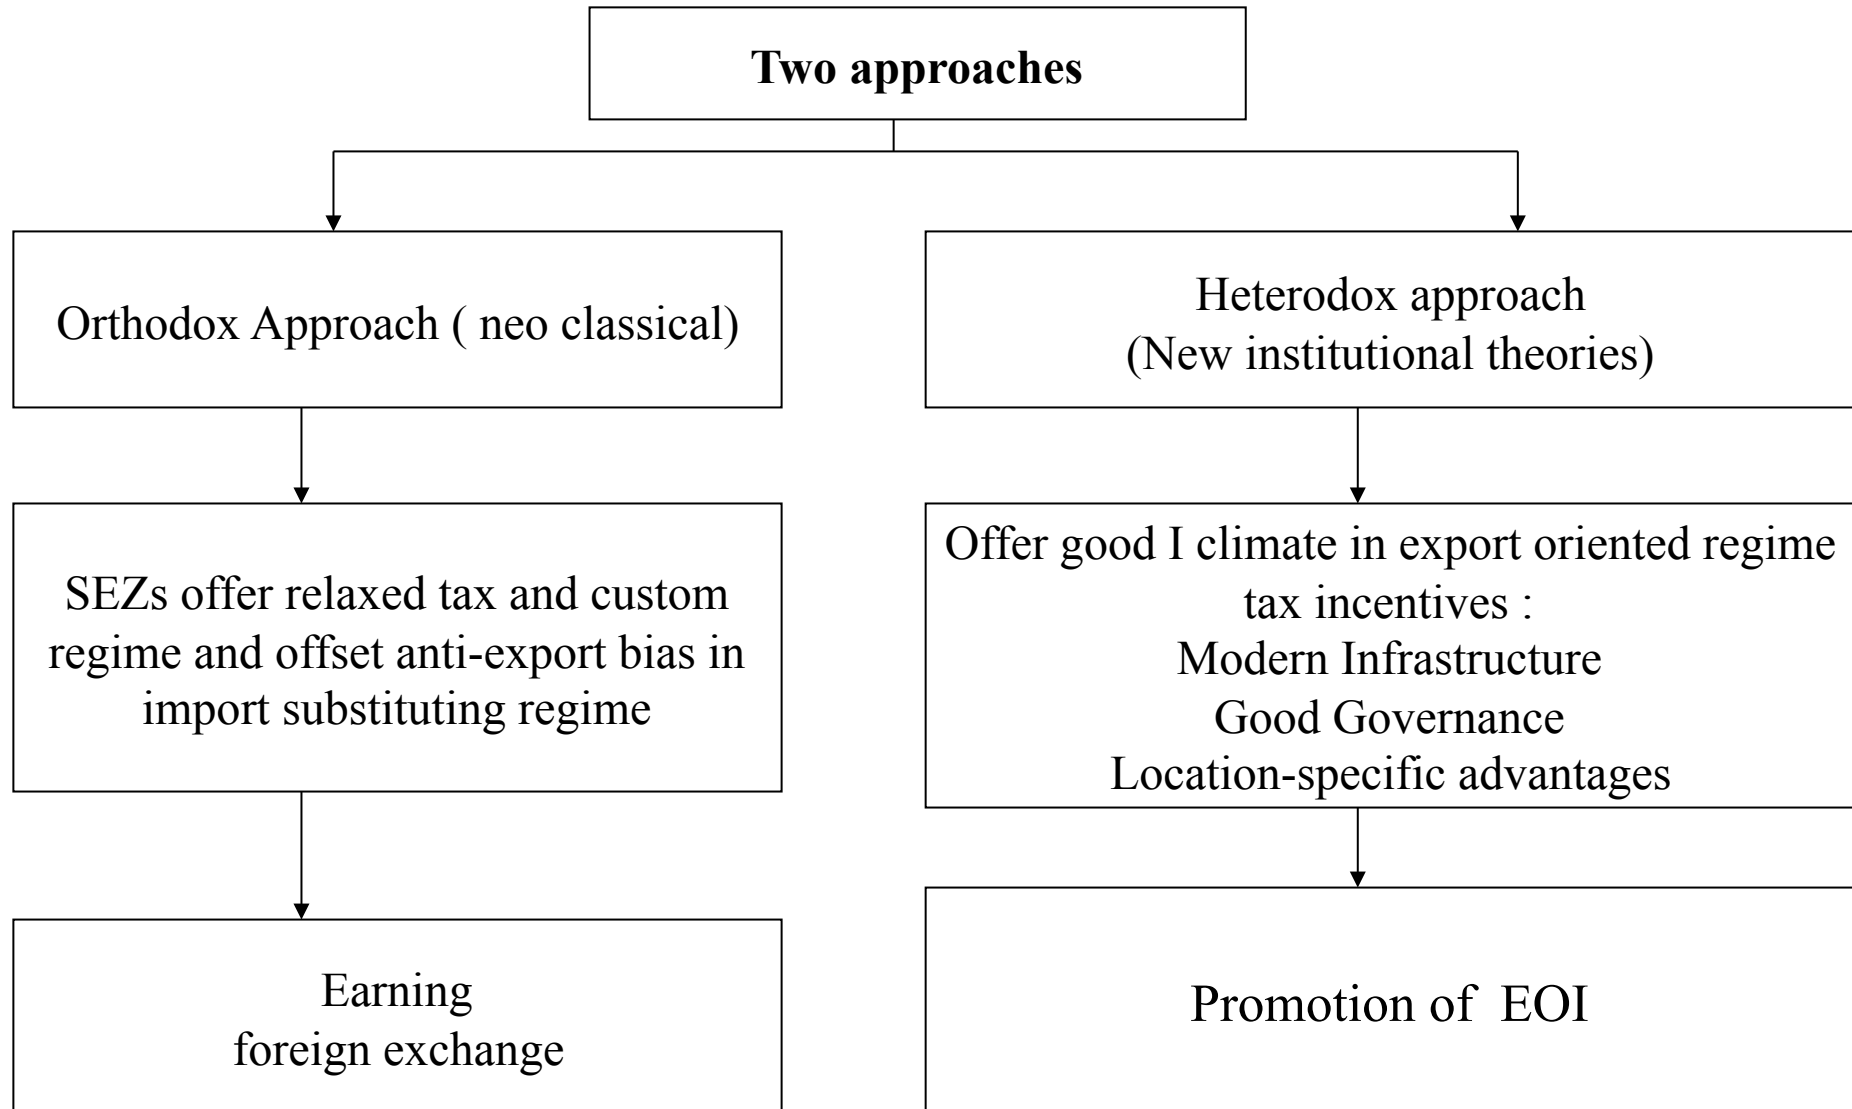 Two approaches
Orthodox Approach ( neo classical)
Heterodox approach
(New institutional theories)
SEZs offer relaxed tax and custom
regime and offset anti-export bias in
import substituting regime
Offer good I climate in export oriented regime
tax incentives :
Modern Infrastructure
Good Governance
Location-specific advantages
Earning
foreign exchange
Promotion of EOI